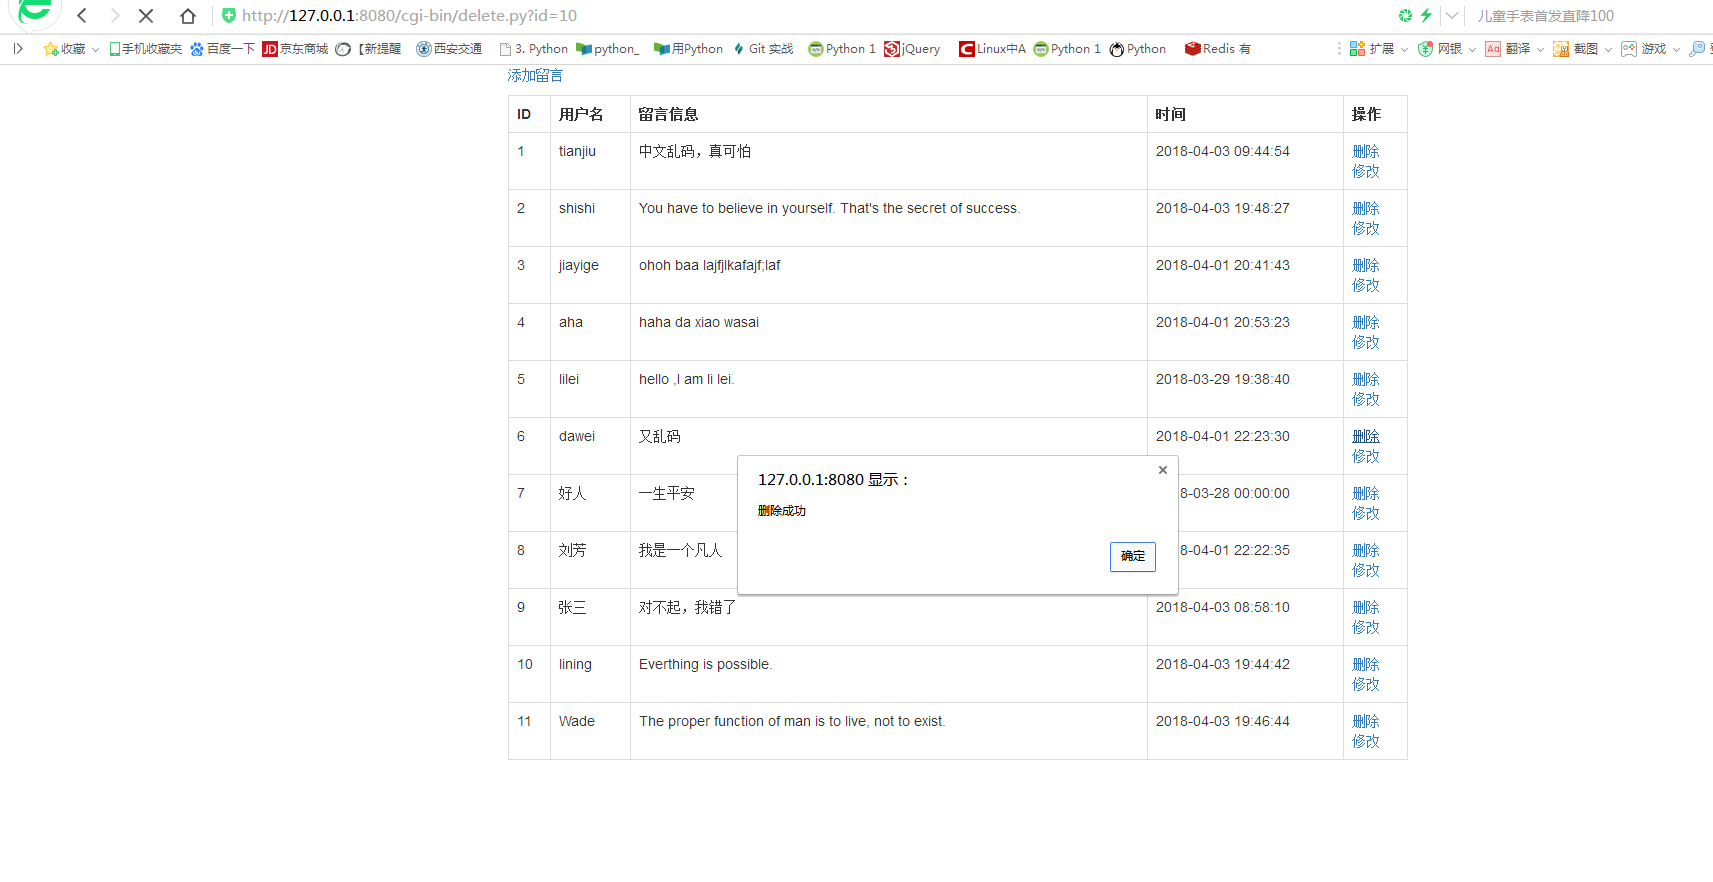 http://127.0.0.1:8080/cgi-bin/delete.py?id=10 儿童手表首发直降100
收藏 手机收藏夹 百度一下 JD 京东商城 【新提醒 西安交通 3. Python python_ 用Python Git 实战 Python 1 jQuery Linux中A Python 1 Python Redis 有 扩展 网银 Aa 翻译 截图 游戏
添加留言
ID 用户名 留言信息 时间 操作
1 tianjiu 中文乱码，真可怕 2018-04-03 09:44:54 删除
修改
2 shishi You have to believe in yourself. That's the secret of success. 2018-04-03 19:48:27 删除
修改
3 jiayige ohoh baa lajfjlkafajf;laf 2018-04-01 20:41:43 删除
修改
4 aha haha da xiao wasai 2018-04-01 20:53:23 删除
修改
5 lilei hello ,I am li lei. 2018-03-29 19:38:40 删除
修改
6 dawei 又乱码 2018-04-01 22:23:30 删除
修改
7 好人 一生平安 8-03-28 00:00:00 删除
修改
8 刘芳 我是一个凡人 8-04-01 22:22:35 删除
修改
9 张三 对不起，我错了 2018-04-03 08:58:10 删除
修改
10 lining Everthing is possible. 2018-04-03 19:44:42 删除
修改
11 Wade The proper function of man is to live, not to exist. 2018-04-03 19:46:44 删除
修改
127.0.0.1:8080 显示：
删除成功
确定